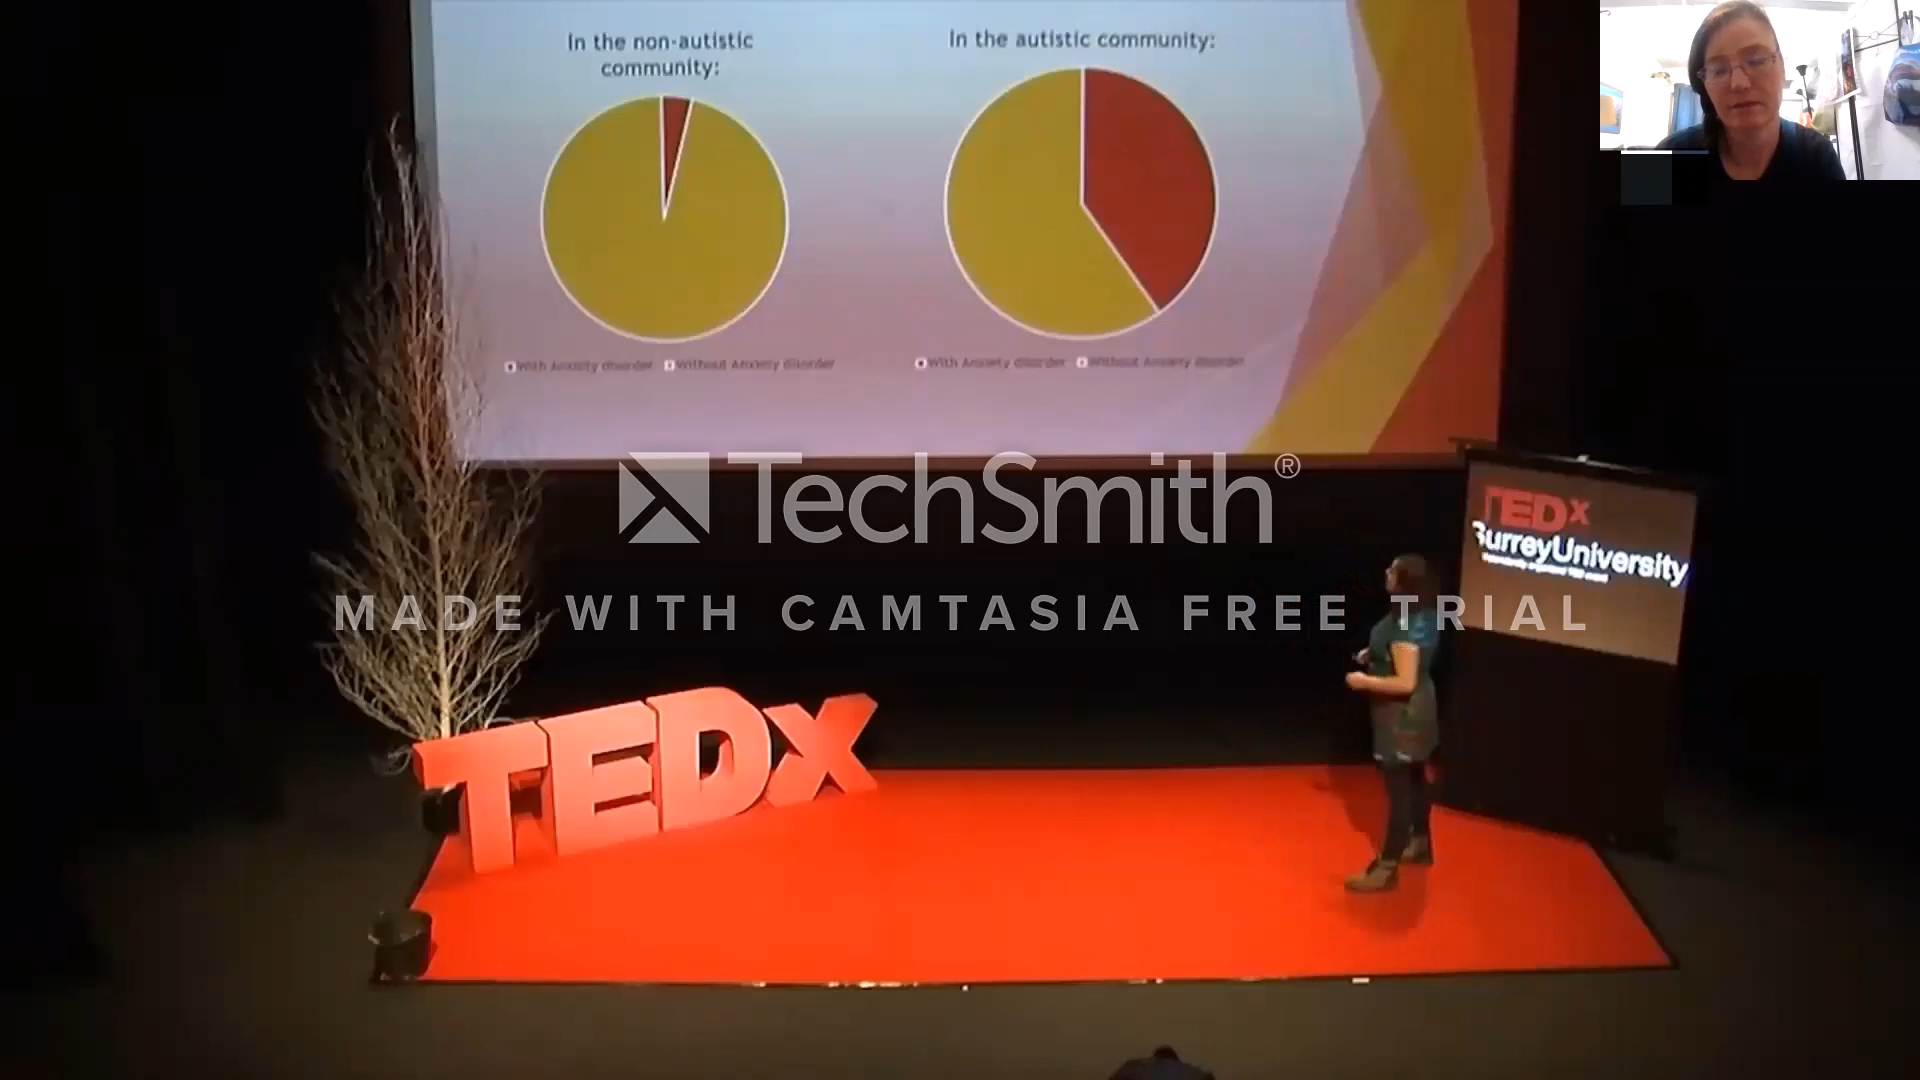 In the non-autistic
community:
In the autistic community:
With Anxiety disorder Without Anxiety disorder
With Anxiety disorder Without Anxiety disorder
TechSmith®
TEDx
SurreyUniversity
MADE WITH CAMTASIA FREE TRIAL
TEDx